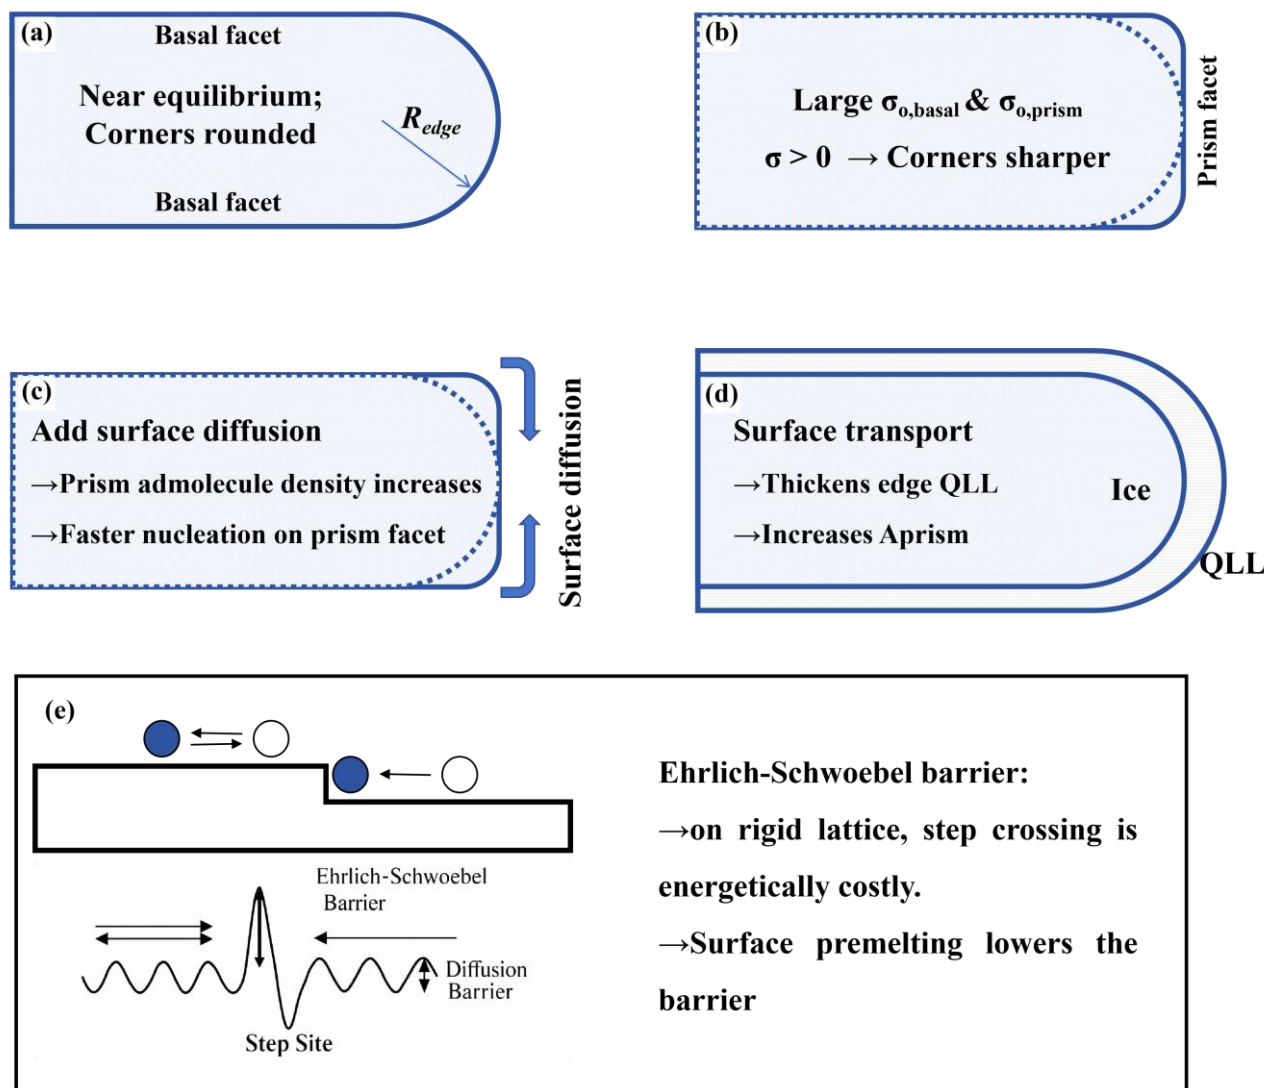 (a)
Basal facet
Near equilibrium;
Corners rounded
R_edge
Basal facet
(b)
Large σ_o,basal & σ_o,prism
σ > 0 → Corners sharper
Prism facet
(c)
Add surface diffusion
→Prism admolecule density increases
→Faster nucleation on prism facet
Surface diffusion
(d)
Surface transport
→Thickens edge QLL
→Increases Aprism
Ice
QLL
(e)
Ehrlich-Schwoebel
Barrier
Diffusion
Barrier
Step Site
Ehrlich-Schwoebel barrier:
→on rigid lattice, step crossing is
energetically costly.
→Surface premelting lowers the
barrier